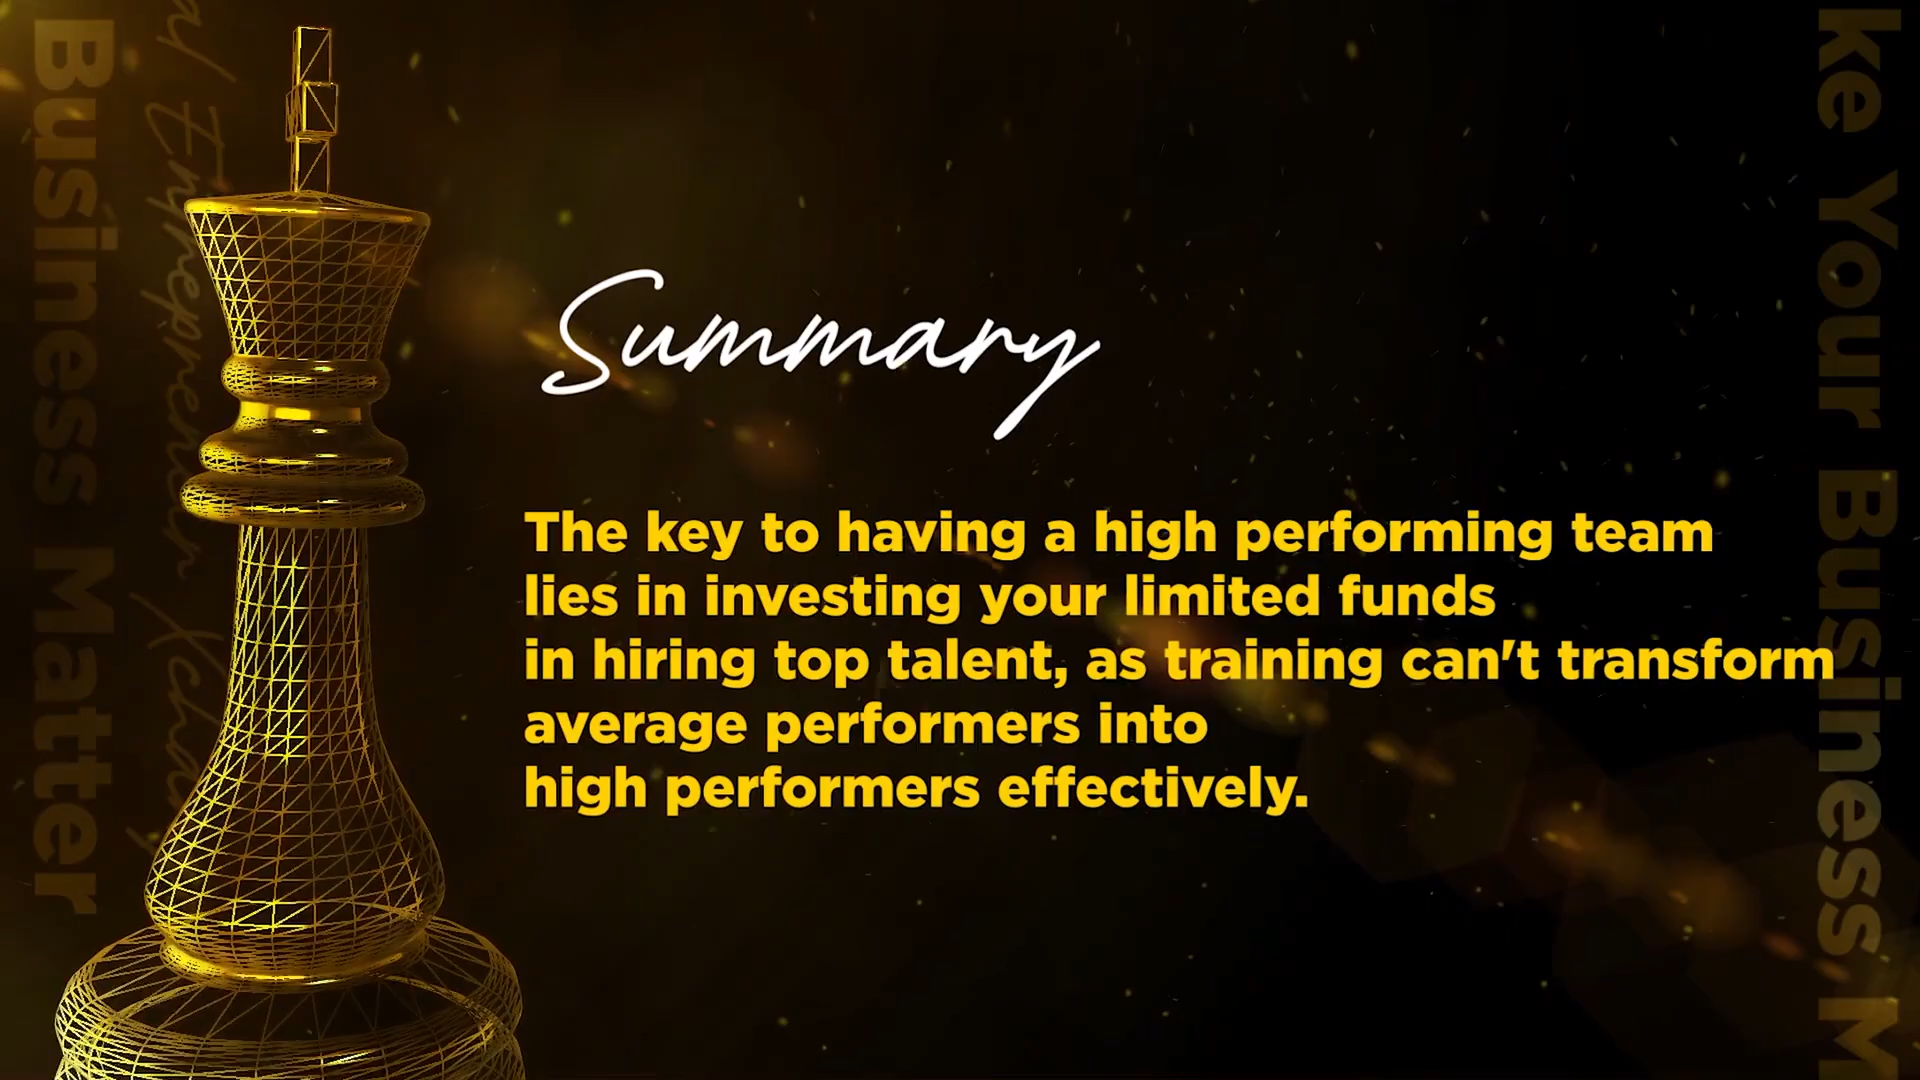 Business Matter
Summary
The key to having a high performing team
lies in investing your limited funds
in hiring top talent, as training can't transform
average performers into
high performers effectively.
ke Your Business M